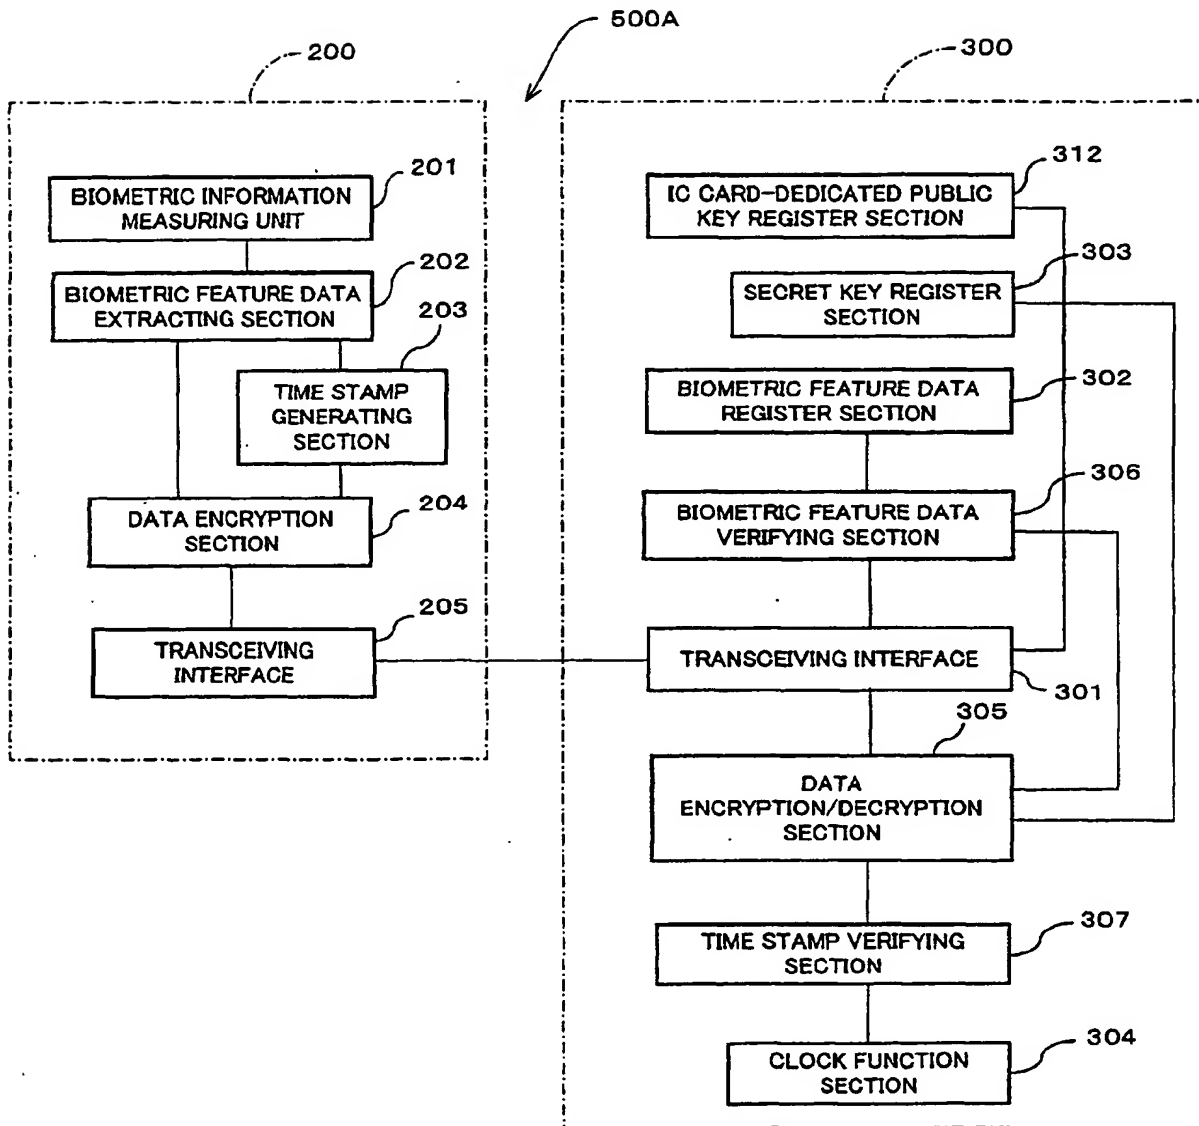 500A
200
300
201
BIOMETRIC INFORMATION
MEASURING UNIT
202
BIOMETRIC FEATURE DATA
EXTRACTING SECTION
203
TIME STAMP
GENERATING
SECTION
204
DATA ENCRYPTION
SECTION
205
TRANSCEIVING
INTERFACE
312
IC CARD-DEDICATED PUBLIC
KEY REGISTER SECTION
303
SECRET KEY REGISTER
SECTION
302
BIOMETRIC FEATURE DATA
REGISTER SECTION
306
BIOMETRIC FEATURE DATA
VERIFYING SECTION
TRANSCEIVING INTERFACE
301
305
DATA
ENCRYPTION/DECRYPTION
SECTION
307
TIME STAMP VERIFYING
SECTION
304
CLOCK FUNCTION
SECTION